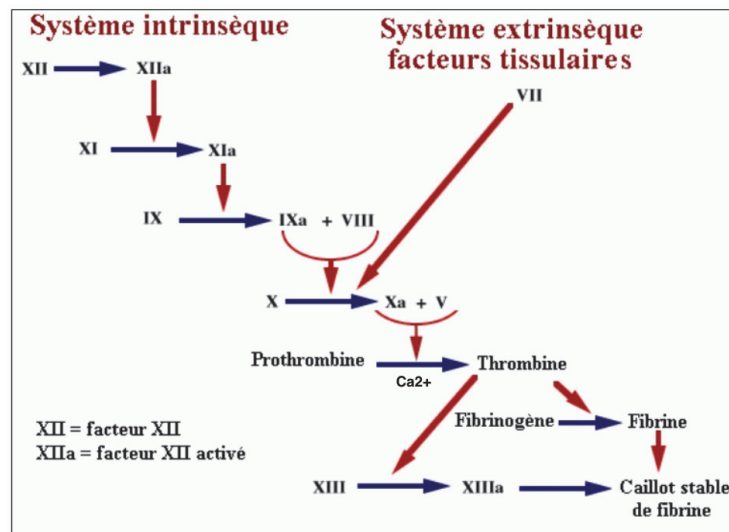 Système intrinsèque
Système extrinsèque
facteurs tissulaires
XII
XIIa
VII
XI
XIa
IX
IXa + VIII
X
Xa + V
Prothrombine
Thrombine
Ca2+
Fibrinogène
Fibrine
XII = facteur XII
XIIa = facteur XII activé
XIII
XIIIa
Caillot stable
de fibrine